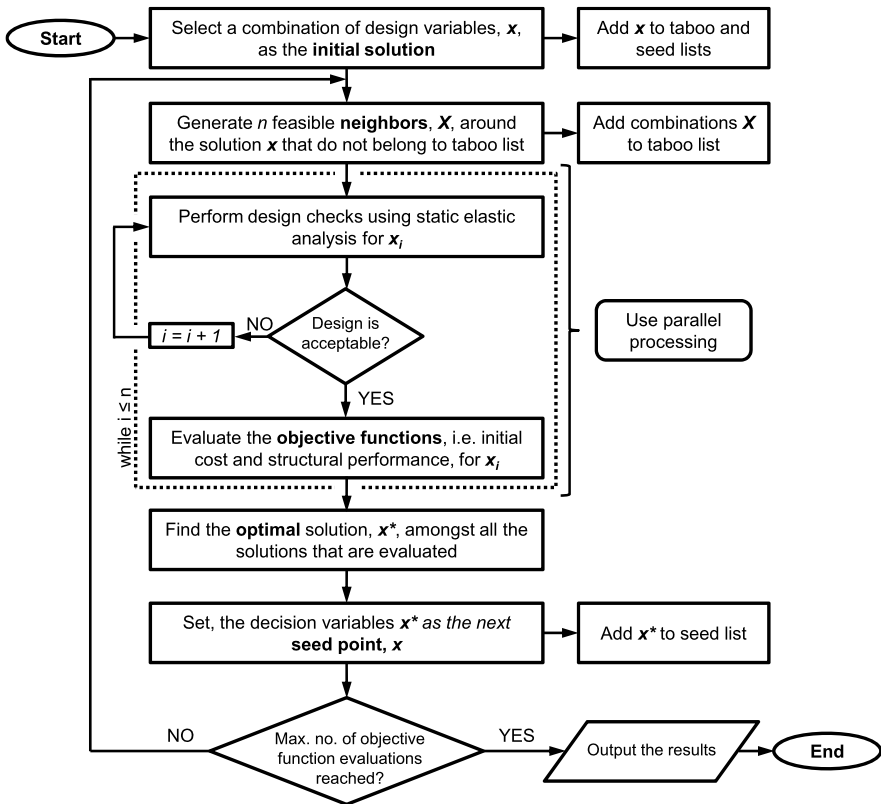 Start
Select a combination of design variables, x,
as the initial solution
Add x to taboo and
seed lists
Generate n feasible neighbors, X, around
the solution x that do not belong to taboo list
Add combinations X
to taboo list
Perform design checks using static elastic
analysis for xi
Design is
acceptable?
NO
i = i + 1
YES
Use parallel
processing
while i ≤ n
Evaluate the objective functions, i.e. initial
cost and structural performance, for xi
Find the optimal solution, x*, amongst all the
solutions that are evaluated
Set, the decision variables x* as the next
seed point, x
Add x* to seed list
Max. no. of objective
function evaluations
reached?
NO
YES
Output the results
End